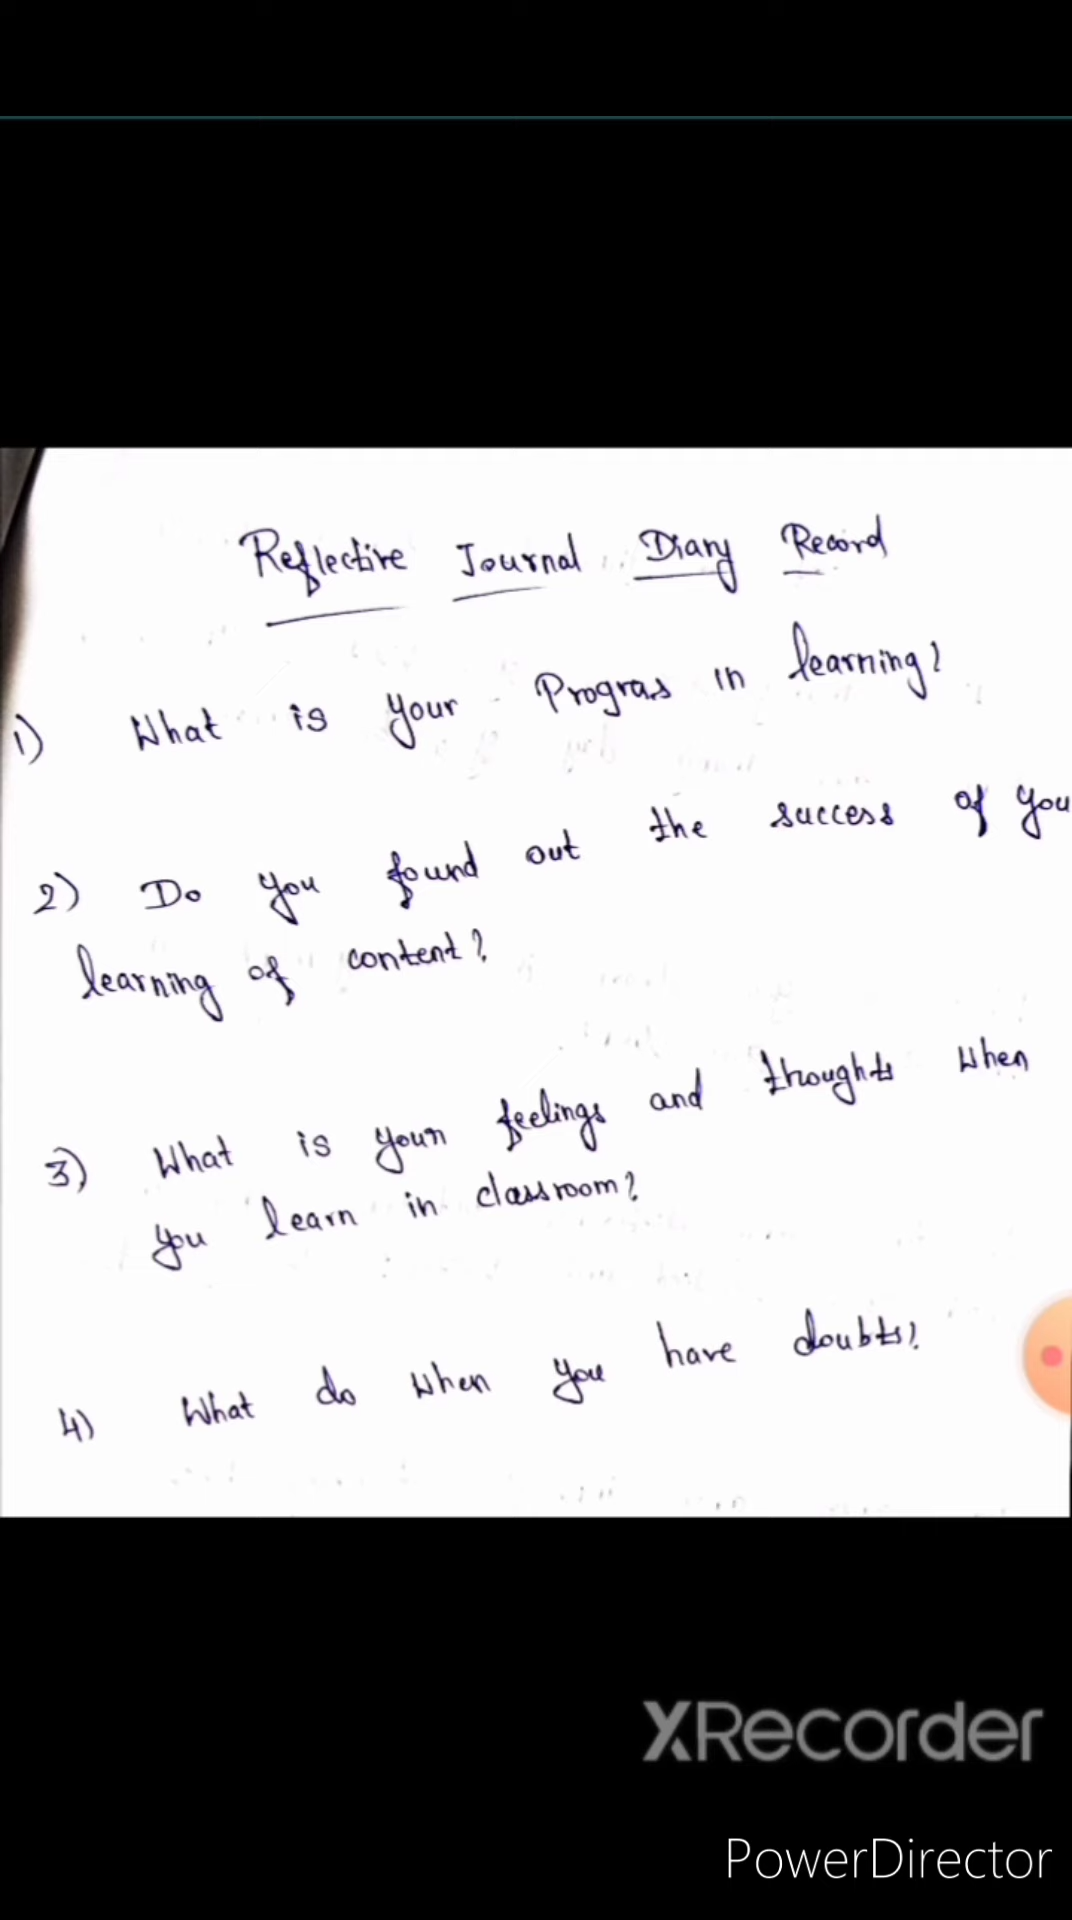 Reflective Journal Diary Record
1) What is your Progras in learning?
2) Do you found out the success of you
learning of content?
3) What is your feelings and thoughts when
you learn in classroom?
4) What do when you have doubts?
XRecorder
PowerDirector